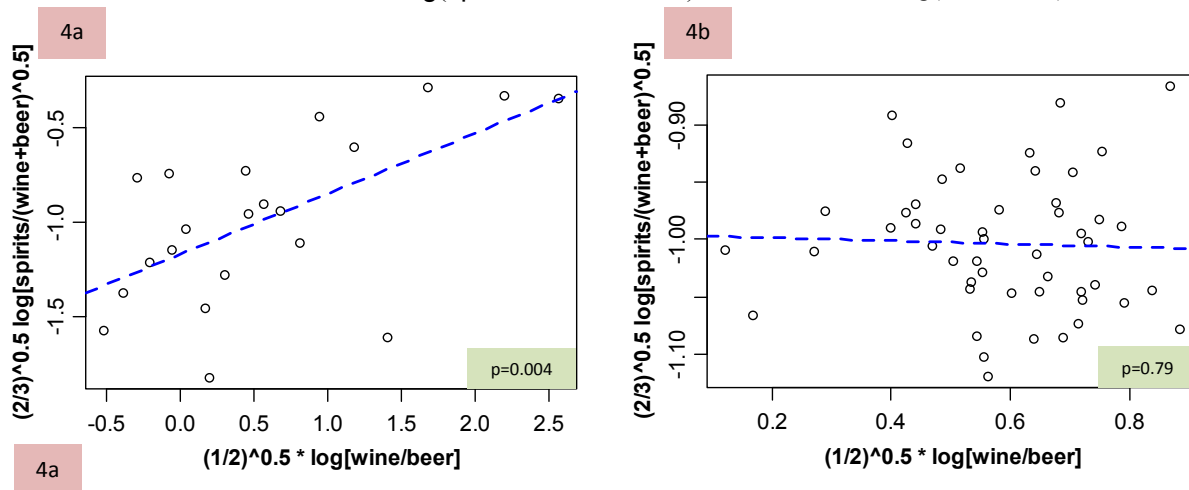 4a
(2/3)^0.5 log[spirits/(wine+beer)^0.5]
-0.5
-1.0
-1.5
p=0.004
-0.5 0.0 0.5 1.0 1.5 2.0 2.5
(1/2)^0.5 * log[wine/beer]
4a
4b
(2/3)^0.5 log[spirits/(wine+beer)^0.5]
-0.90
-1.00
-1.10
p=0.79
0.2 0.4 0.6 0.8
(1/2)^0.5 * log[wine/beer]